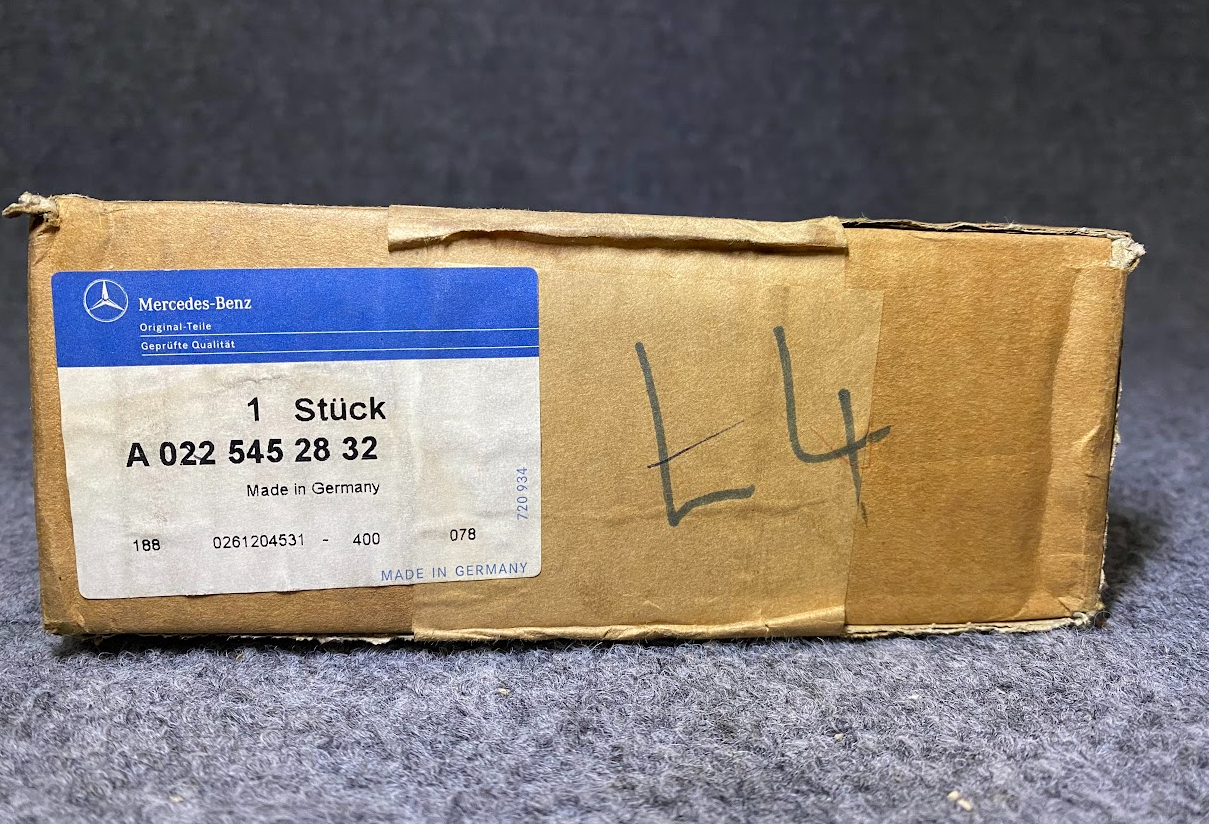 Mercedes-Benz
Original-Teile
Geprüfte Qualität
1 Stück
A 022 545 28 32
Made in Germany
720 934
188 0261204531 - 400 078
MADE IN GERMANY
L4